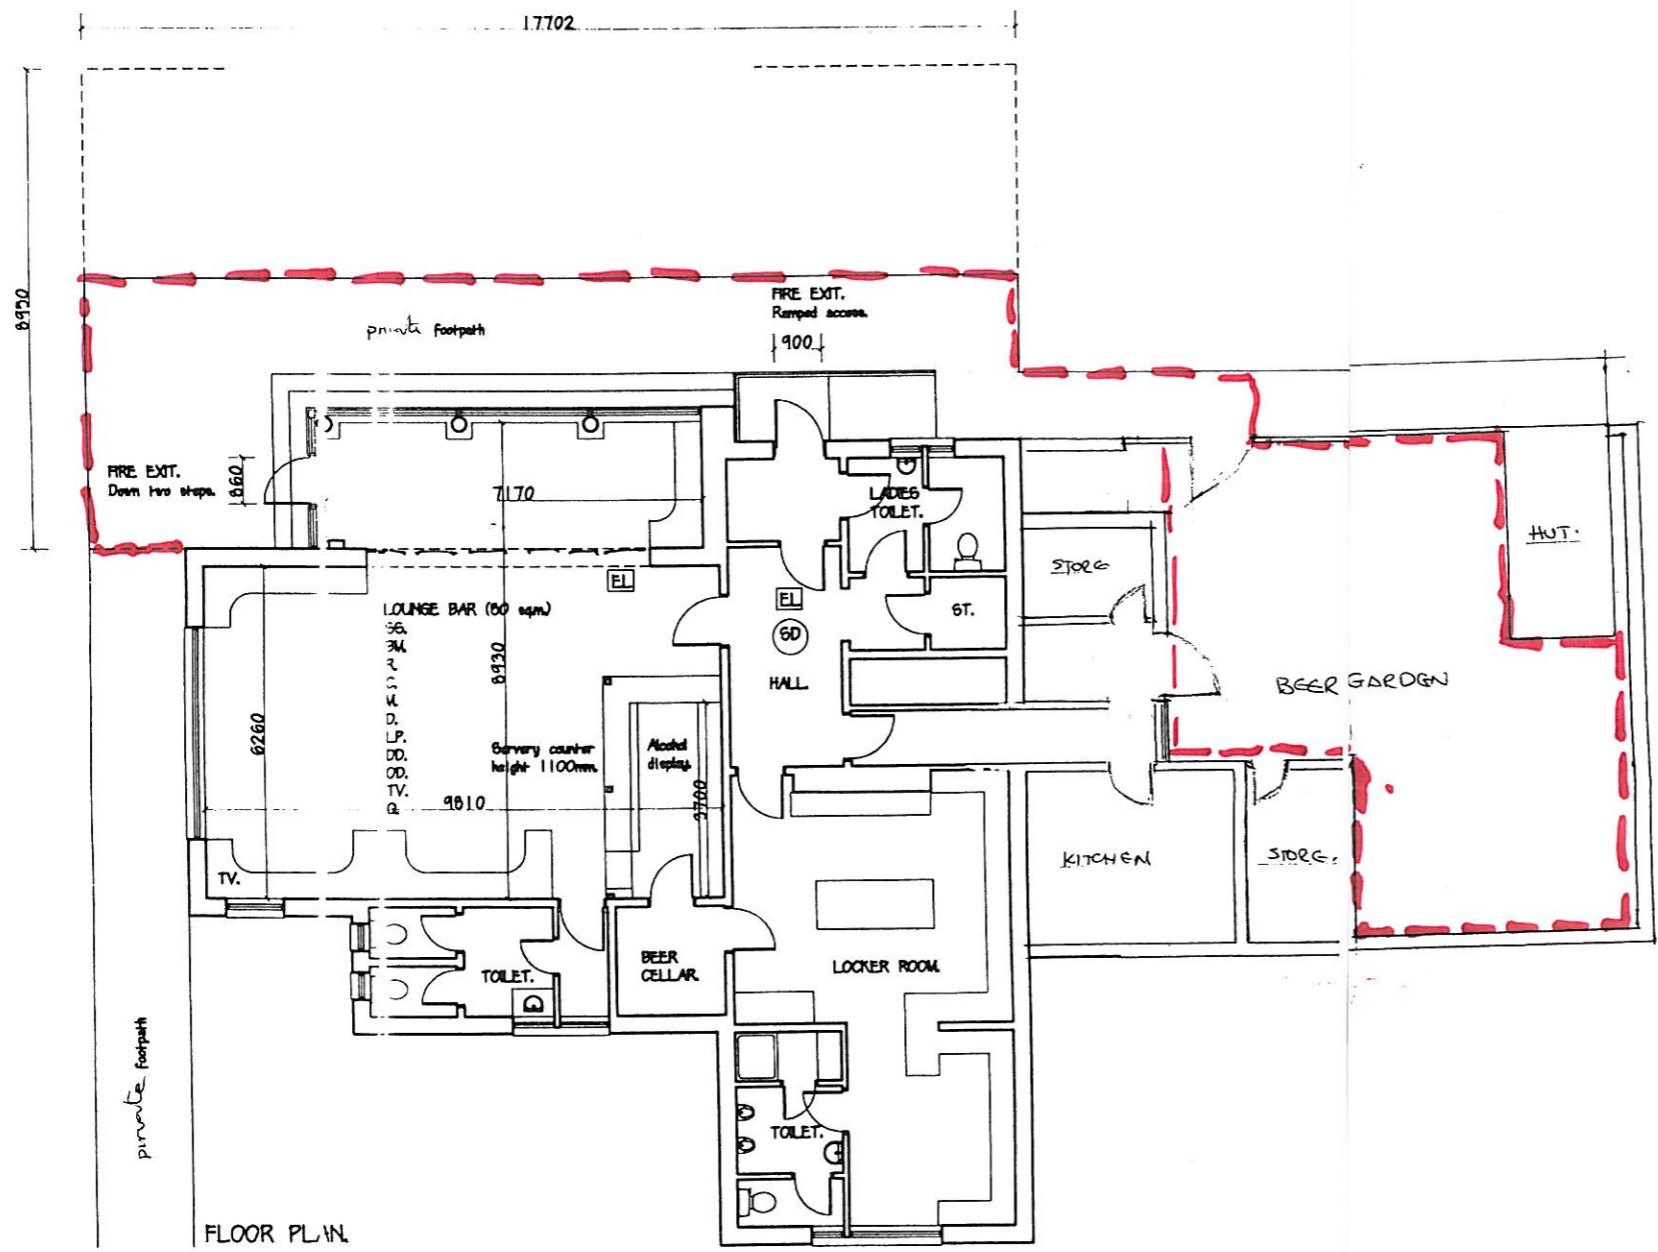 17702
8950
FIRE EXIT.
Ramped access.
private footpath
900
FIRE EXIT.
Down two steps.
860
7170
LADIES
TOILET.
HUT.
STORE
EL
EL
LOUNGE BAR (80 sqm)
SG.
BM.
R
C
M
D.
LP.
DD.
OD.
TV.
Q
8930
SD
ST.
HALL.
BEER GARDEN
6260
Servery counter
height 1100mm.
Alcohol
display.
3700
9810
KITCHEN
STORE.
TV.
BEER
CELLAR.
TOILET.
LOCKER ROOM.
private footpath
TOILET.
FLOOR PLAN.